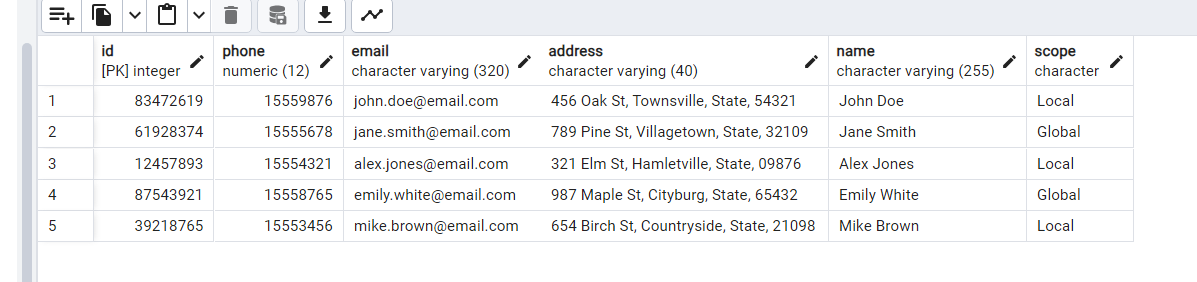 id phone email address name scope
[PK] integer numeric (12) character varying (320) character varying (40) character varying (255) character
1 83472619 15559876 john.doe@email.com 456 Oak St, Townsville, State, 54321 John Doe Local
2 61928374 15555678 jane.smith@email.com 789 Pine St, Villagetown, State, 32109 Jane Smith Global
3 12457893 15554321 alex.jones@email.com 321 Elm St, Hamletville, State, 09876 Alex Jones Local
4 87543921 15558765 emily.white@email.com 987 Maple St, Cityburg, State, 65432 Emily White Global
5 39218765 15553456 mike.brown@email.com 654 Birch St, Countryside, State, 21098 Mike Brown Local